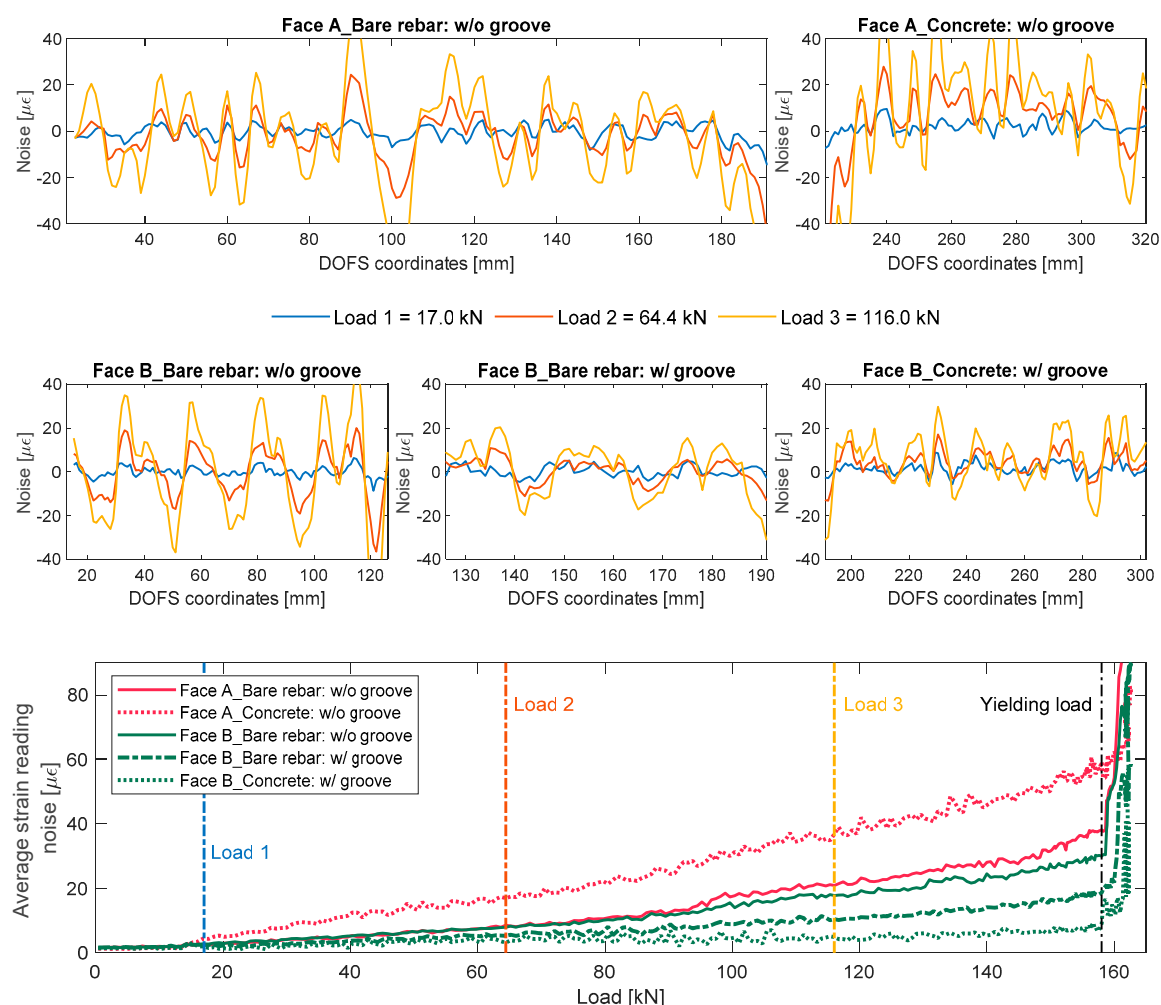 Face A_Bare rebar: w/o groove
40
20
0
-20
-40
Noise [με]
40 60 80 100 120 140 160 180
DOFS coordinates [mm]
Face A_Concrete: w/o groove
40
20
0
-20
-40
Noise [με]
240 260 280 300 320
DOFS coordinates [mm]
Load 1 = 17.0 kN Load 2 = 64.4 kN Load 3 = 116.0 kN
Face B_Bare rebar: w/o groove
40
20
0
-20
-40
Noise [με]
20 40 60 80 100 120
DOFS coordinates [mm]
Face B_Bare rebar: w/ groove
40
20
0
-20
-40
Noise [με]
130 140 150 160 170 180 190
DOFS coordinates [mm]
Face B_Concrete: w/ groove
40
20
0
-20
-40
Noise [με]
200 220 240 260 280 300
DOFS coordinates [mm]
Average strain reading
noise [με]
80
60
40
20
0
Face A_Bare rebar: w/o groove
Face A_Concrete: w/o groove
Face B_Bare rebar: w/o groove
Face B_Bare rebar: w/ groove
Face B_Concrete: w/ groove
Load 1
Load 2
Load 3
Yielding load
0 20 40 60 80 100 120 140 160
Load [kN]